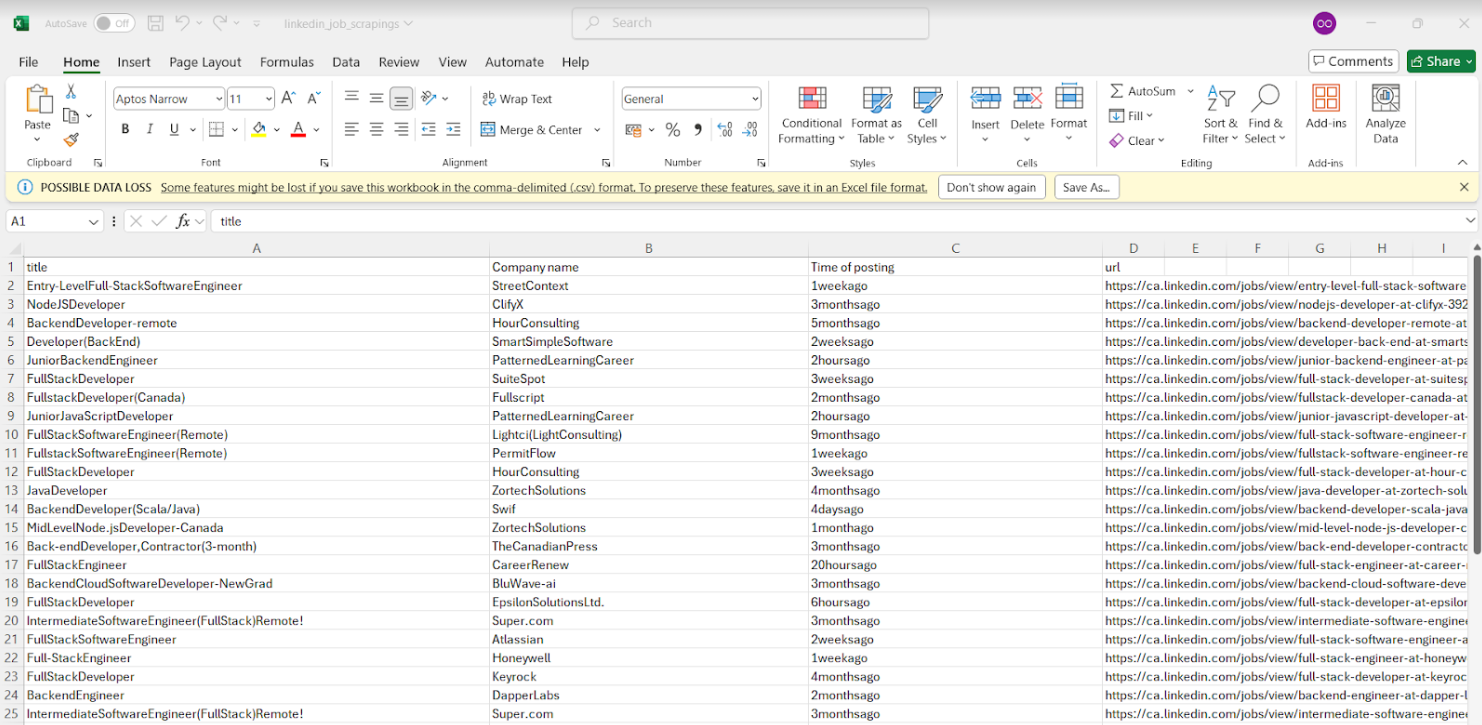 AutoSave Off linkedin_job_scrapings Search OO
File Home Insert Page Layout Formulas Data Review View Automate Help Comments Share
Paste Aptos Narrow 11 Wrap Text General Conditional Formatting Format as Table Cell Styles Insert Delete Format AutoSum Sort & Filter Find & Select Add-ins Analyze Data
B I U Merge & Center % Fill Clear
Clipboard Font Alignment Number Styles Cells Editing Add-ins
POSSIBLE DATA LOSS Some features might be lost if you save this workbook in the comma-delimited (.csv) format. To preserve these features, save it in an Excel file format. Don't show again Save As...
A1 fx title
A B C D E F G H I
1 title Company name Time of posting url
2 Entry-LevelFull-StackSoftwareEngineer StreetContext 1weekago https://ca.linkedin.com/jobs/view/entry-level-full-stack-software
3 NodeJSDeveloper ClifyX 3monthsago https://ca.linkedin.com/jobs/view/nodejs-developer-at-clifyx-392
4 BackendDeveloper-remote HourConsulting 5monthsago https://ca.linkedin.com/jobs/view/backend-developer-remote-at
5 Developer(BackEnd) SmartSimpleSoftware 2weeksago https://ca.linkedin.com/jobs/view/developer-back-end-at-smarts
6 JuniorBackendEngineer PatternedLearningCareer 2hoursago https://ca.linkedin.com/jobs/view/junior-backend-engineer-at-pa
7 FullStackDeveloper SuiteSpot 3weeksago https://ca.linkedin.com/jobs/view/full-stack-developer-at-suitesp
8 FullstackDeveloper(Canada) Fullscript 2monthsago https://ca.linkedin.com/jobs/view/fullstack-developer-canada-at
9 JuniorJavaScriptDeveloper PatternedLearningCareer 2hoursago https://ca.linkedin.com/jobs/view/junior-javascript-developer-at-
10 FullStackSoftwareEngineer(Remote) Lightci(LightConsulting) 9monthsago https://ca.linkedin.com/jobs/view/full-stack-software-engineer-r
11 FullstackSoftwareEngineer(Remote) PermitFlow 1weekago https://ca.linkedin.com/jobs/view/fullstack-software-engineer-re
12 FullStackDeveloper HourConsulting 3weeksago https://ca.linkedin.com/jobs/view/full-stack-developer-at-hour-c
13 JavaDeveloper ZortechSolutions 4monthsago https://ca.linkedin.com/jobs/view/java-developer-at-zortech-solu
14 BackendDeveloper(Scala/Java) Swif 4daysago https://ca.linkedin.com/jobs/view/backend-developer-scala-java
15 MidLevelNode.jsDeveloper-Canada ZortechSolutions 1monthago https://ca.linkedin.com/jobs/view/mid-level-node-js-developer-c
16 Back-endDeveloper,Contractor(3-month) TheCanadianPress 3monthsago https://ca.linkedin.com/jobs/view/back-end-developer-contracto
17 FullStackEngineer CareerRenew 20hoursago https://ca.linkedin.com/jobs/view/full-stack-engineer-at-career-
18 BackendCloudSoftwareDeveloper-NewGrad BluWave-ai 3monthsago https://ca.linkedin.com/jobs/view/backend-cloud-software-deve
19 FullStackDeveloper EpsilonSolutionsLtd. 6hoursago https://ca.linkedin.com/jobs/view/full-stack-developer-at-epsilon
20 IntermediateSoftwareEngineer(FullStack)Remote! Super.com 3monthsago https://ca.linkedin.com/jobs/view/intermediate-software-enginee
21 FullStackSoftwareEngineer Atlassian 2weeksago https://ca.linkedin.com/jobs/view/full-stack-software-engineer-a
22 Full-StackEngineer Honeywell 1weekago https://ca.linkedin.com/jobs/view/full-stack-engineer-at-honeyw
23 FullStackDeveloper Keyrock 4monthsago https://ca.linkedin.com/jobs/view/full-stack-developer-at-keyroc
24 BackendEngineer DapperLabs 2monthsago https://ca.linkedin.com/jobs/view/backend-engineer-at-dapper-l
25 IntermediateSoftwareEngineer(FullStack)Remote! Super.com 3monthsago https://ca.linkedin.com/jobs/view/intermediate-software-enginee